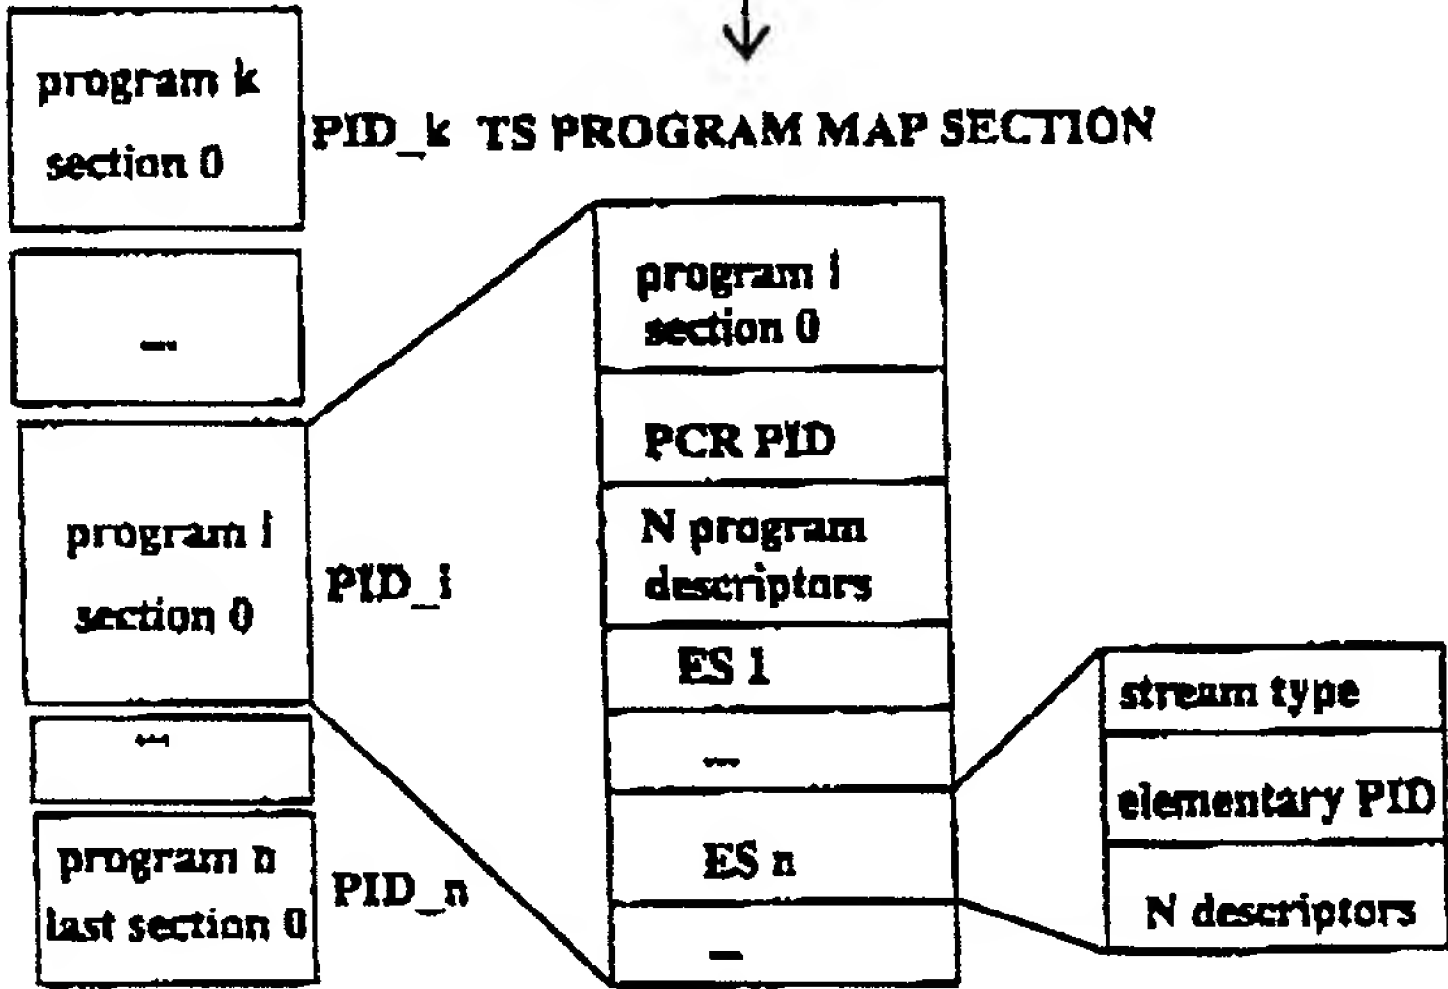 program k
section 0
PID_k TS PROGRAM MAP SECTION
...
program i
section 0
PID_i
...
program n
last section 0
PID_n
program i
section 0
PCR PID
N program
descriptors
ES 1
...
ES n
...
stream type
elementary PID
N descriptors